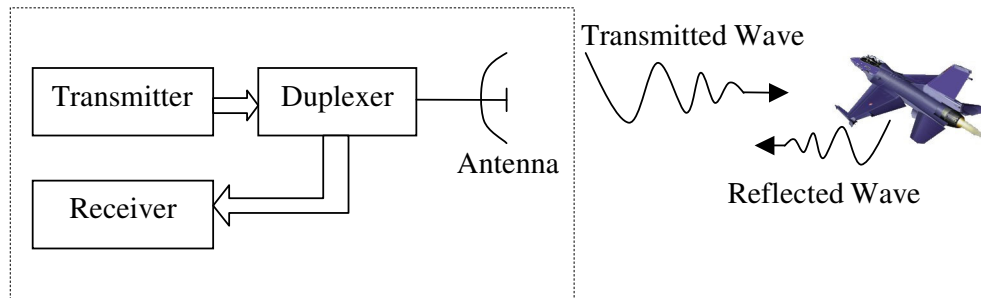 Transmitted Wave
Transmitter
Duplexer
Antenna
Receiver
Reflected Wave